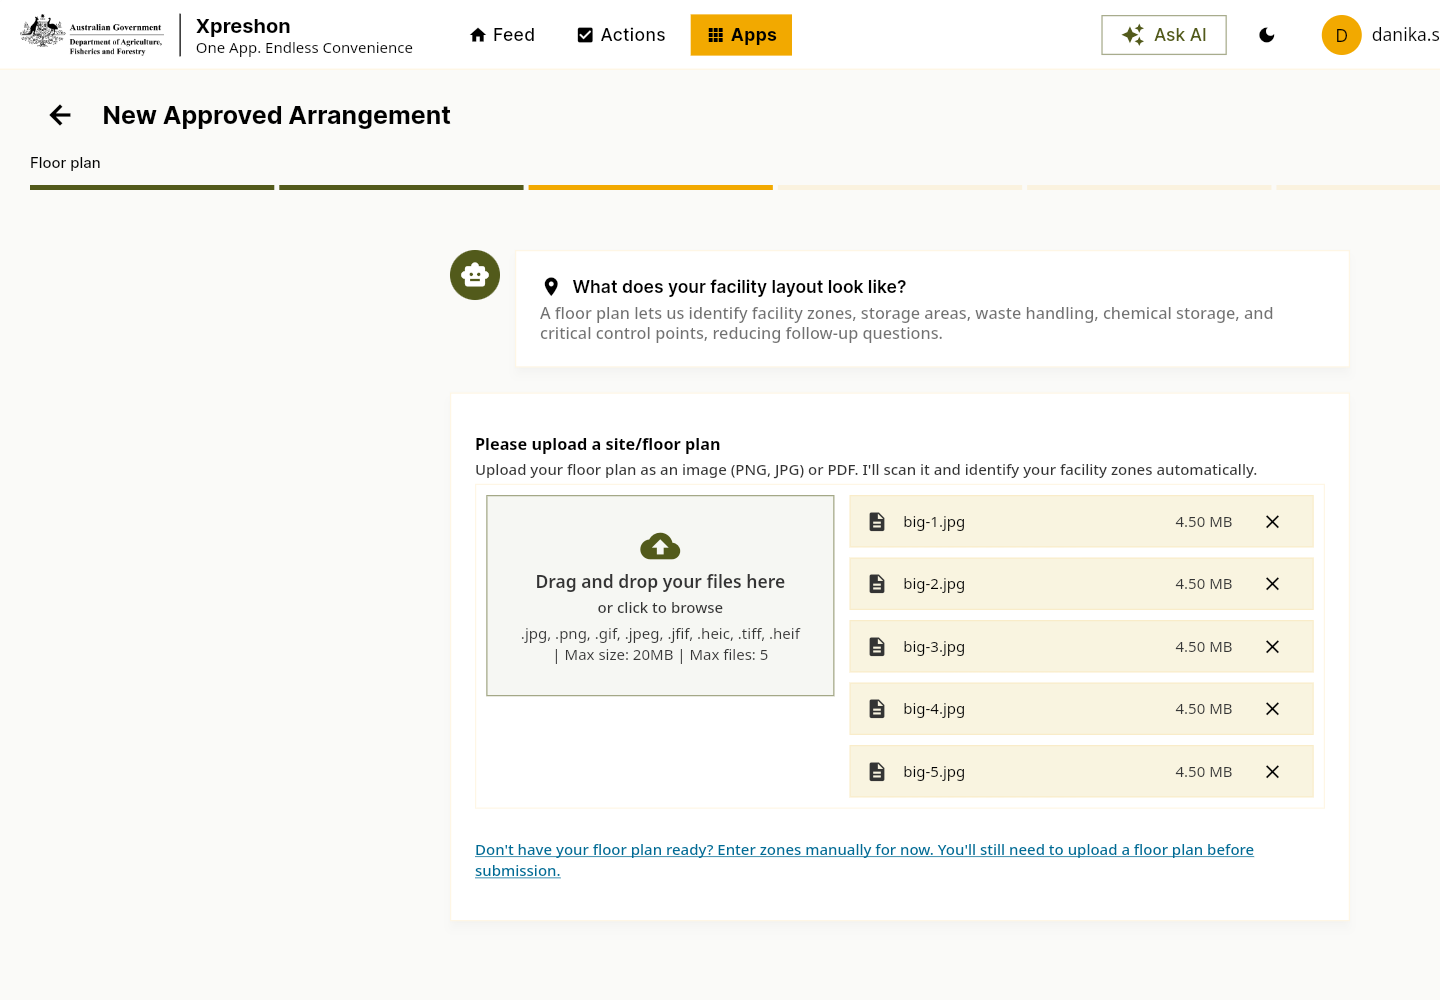 Australian Government
Department of Agriculture,
Fisheries and Forestry
Xpreshon
One App. Endless Convenience
Feed
Actions
Apps
Ask AI
D
danika.s
New Approved Arrangement
Floor plan
What does your facility layout look like?
A floor plan lets us identify facility zones, storage areas, waste handling, chemical storage, and
critical control points, reducing follow-up questions.
Please upload a site/floor plan
Upload your floor plan as an image (PNG, JPG) or PDF. I'll scan it and identify your facility zones automatically.
Drag and drop your files here
or click to browse
.jpg, .png, .gif, .jpeg, .jfif, .heic, .tiff, .heif
| Max size: 20MB | Max files: 5
big-1.jpg 4.50 MB
big-2.jpg 4.50 MB
big-3.jpg 4.50 MB
big-4.jpg 4.50 MB
big-5.jpg 4.50 MB
Don't have your floor plan ready? Enter zones manually for now. You'll still need to upload a floor plan before
submission.